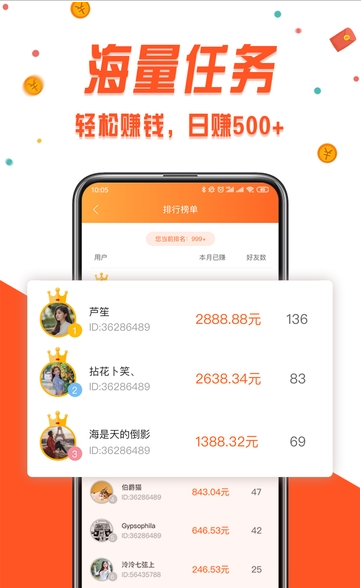 海量任务
轻松赚钱，日赚500+
10:05
排行榜单
您当前排名：999+
用户 本月已赚 好友数
1 芦笙 2888.88元 136
ID:36286489
2 拈花卜笑、 2638.34元 83
ID:36286489
3 海是天的倒影 1388.32元 69
ID:36286489
伯爵猫 843.04元 47
ID:36286489
Gypsophila 646.53元 42
ID:36286489
泠泠七弦上 246.53元 30
ID:56435788